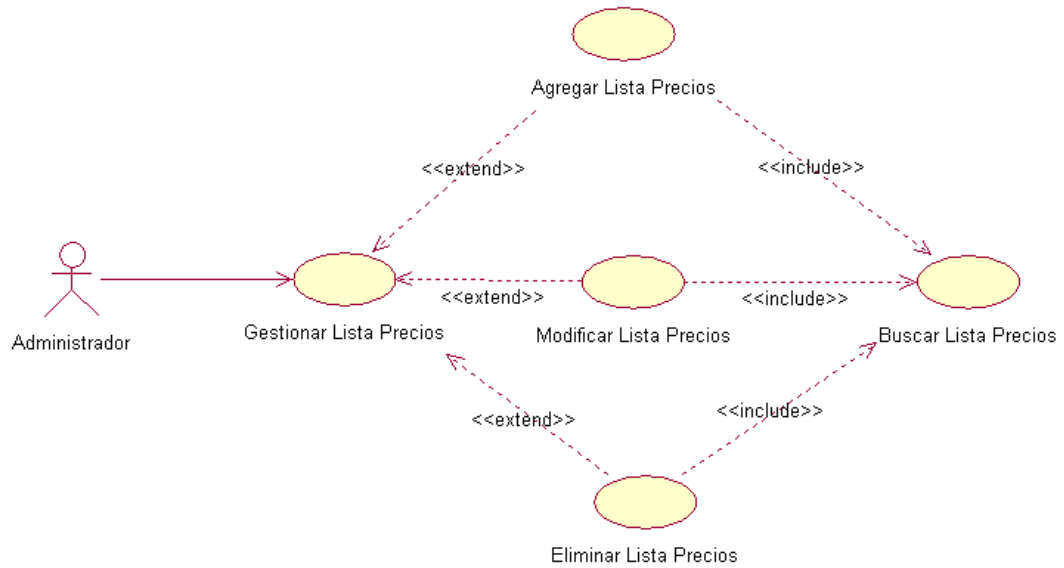 Agregar Lista Precios
<<extend>>
<<include>>
Administrador
Gestionar Lista Precios
<<extend>>
Modificar Lista Precios
<<include>>
Buscar Lista Precios
<<extend>>
<<include>>
Eliminar Lista Precios